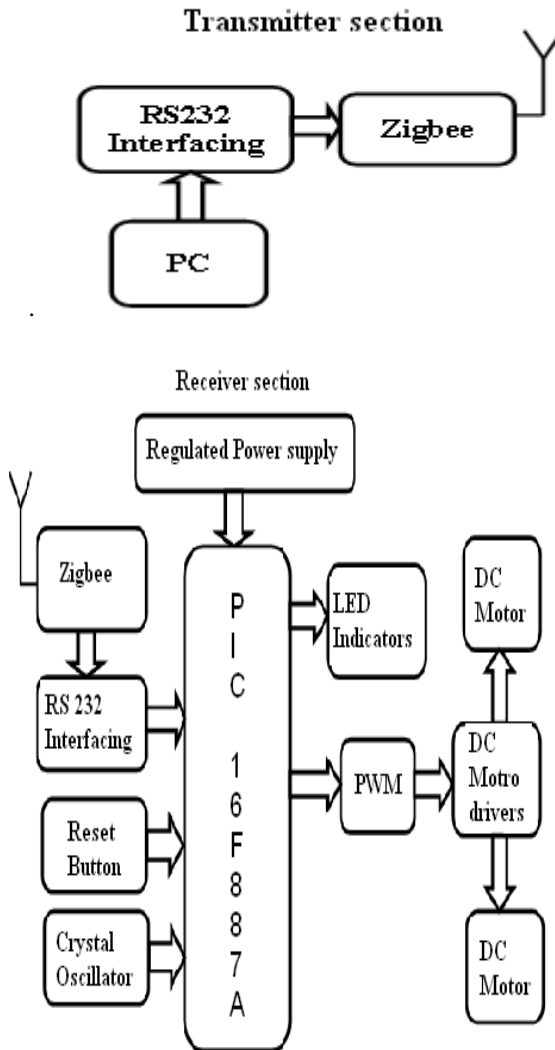 Transmitter section
RS232
Interfacing
Zigbee
PC
.
Receiver section
Regulated Power supply
Zigbee
RS 232
Interfacing
Reset
Button
Crystal
Oscillator
P
I
C
1
6
F
8
8
7
A
LED
Indicators
PWM
DC
Motor
DC
Motro
drivers
DC
Motor